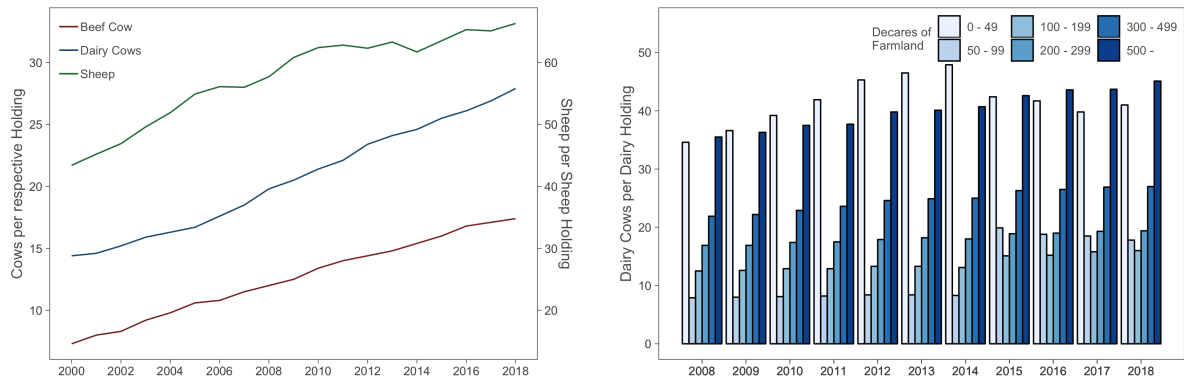 Beef Cow
Dairy Cows
Sheep
Cows per respective Holding
30
25
20
15
10
60
50
40
30
20
Sheep per Sheep Holding
2000 2002 2004 2006 2008 2010 2012 2014 2016 2018
Decares of
Farmland
0 - 49 100 - 199 300 - 499
50 - 99 200 - 299 500 -
Dairy Cows per Dairy Holding
50
40
30
20
10
0
2008 2009 2010 2011 2012 2013 2014 2015 2016 2017 2018